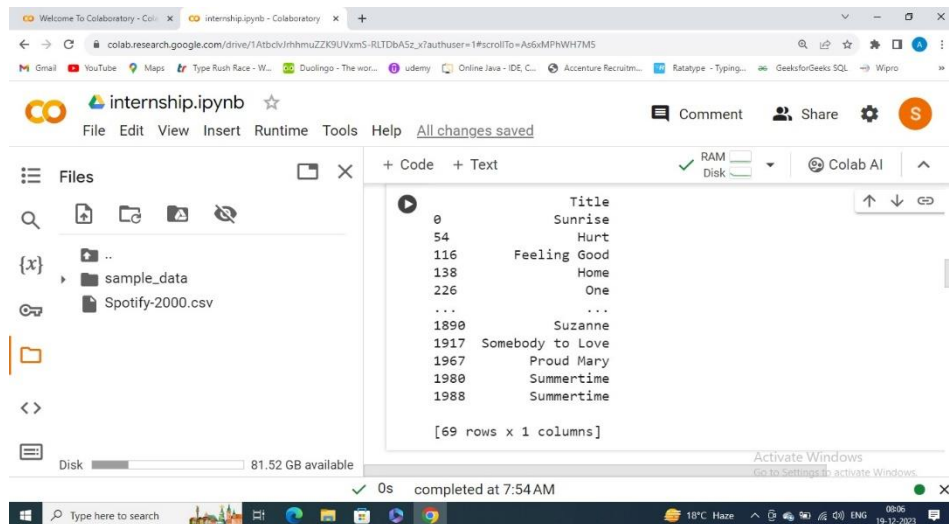 Welcome To Colaboratory - Cola
internship.ipynb - Colaboratory
colab.research.google.com/drive/1AtbcIvJrhhmuZZK9UVxmS-RLTDbA5z_x?authuser=1#scrollTo=As6xMPhWH7M5
Gmail YouTube Maps Type Rush Race - W... Duolingo - The wor... udemy Online Java - IDE, C... Accenture Recruitm... Ratatype - Typing... GeeksforGeeks SQL Wipro »
CO internship.ipynb
Comment Share S
File Edit View Insert Runtime Tools Help All changes saved
Files
+ Code + Text
RAM
Disk
Colab AI
{x}
..
sample_data
Spotify-2000.csv
<>
Title
0 Sunrise
54 Hurt
116 Feeling Good
138 Home
226 One
... ...
1890 Suzanne
1917 Somebody to Love
1967 Proud Mary
1980 Summertime
1988 Summertime
[69 rows x 1 columns]
Disk 81.52 GB available
Activate Windows
Go to Settings to activate Windows.
0s completed at 7:54 AM
Type here to search
18°C Haze ENG 08:06
19-12-2023